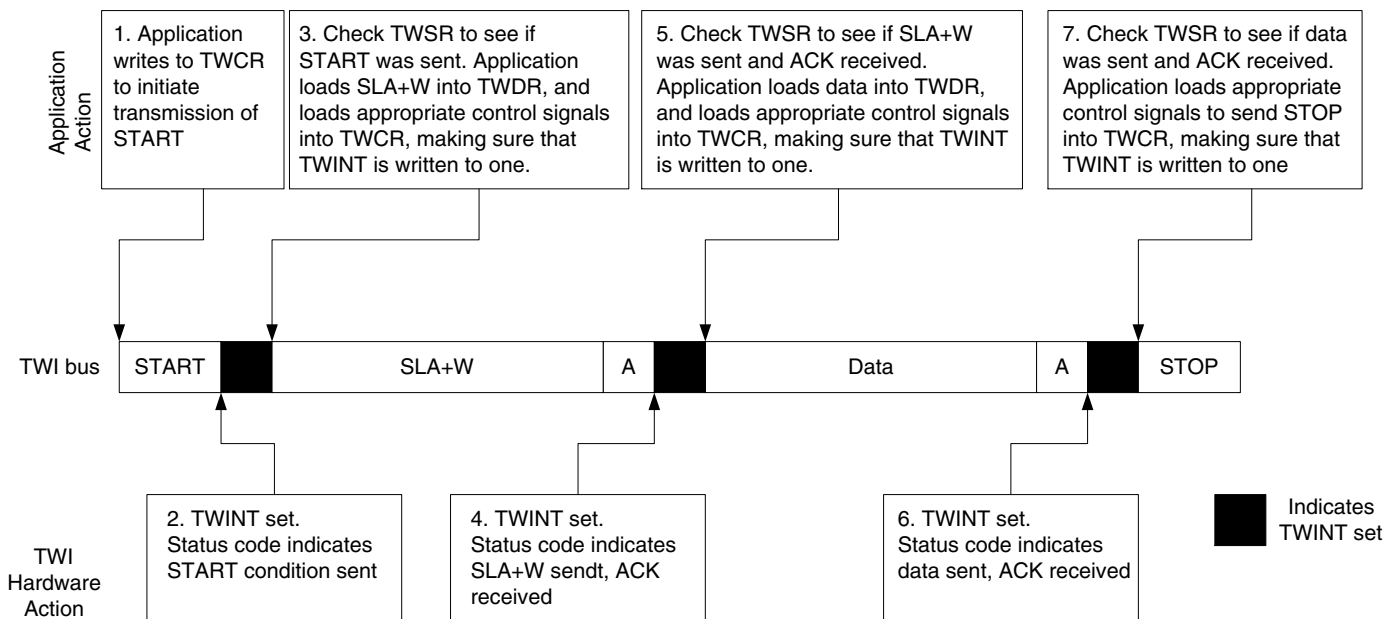 Application
Action
1. Application
writes to TWCR
to initiate
transmission of
START
3. Check TWSR to see if
START was sent. Application
loads SLA+W into TWDR, and
loads appropriate control signals
into TWCR, making sure that
TWINT is written to one.
5. Check TWSR to see if SLA+W
was sent and ACK received.
Application loads data into TWDR,
and loads appropriate control signals
into TWCR, making sure that TWINT
is written to one.
7. Check TWSR to see if data
was sent and ACK received.
Application loads appropriate
control signals to send STOP
into TWCR, making sure that
TWINT is written to one
TWI bus
START
SLA+W
A
Data
A
STOP
TWI
Hardware
Action
2. TWINT set.
Status code indicates
START condition sent
4. TWINT set.
Status code indicates
SLA+W sendt, ACK
received
6. TWINT set.
Status code indicates
data sent, ACK received
Indicates
TWINT set